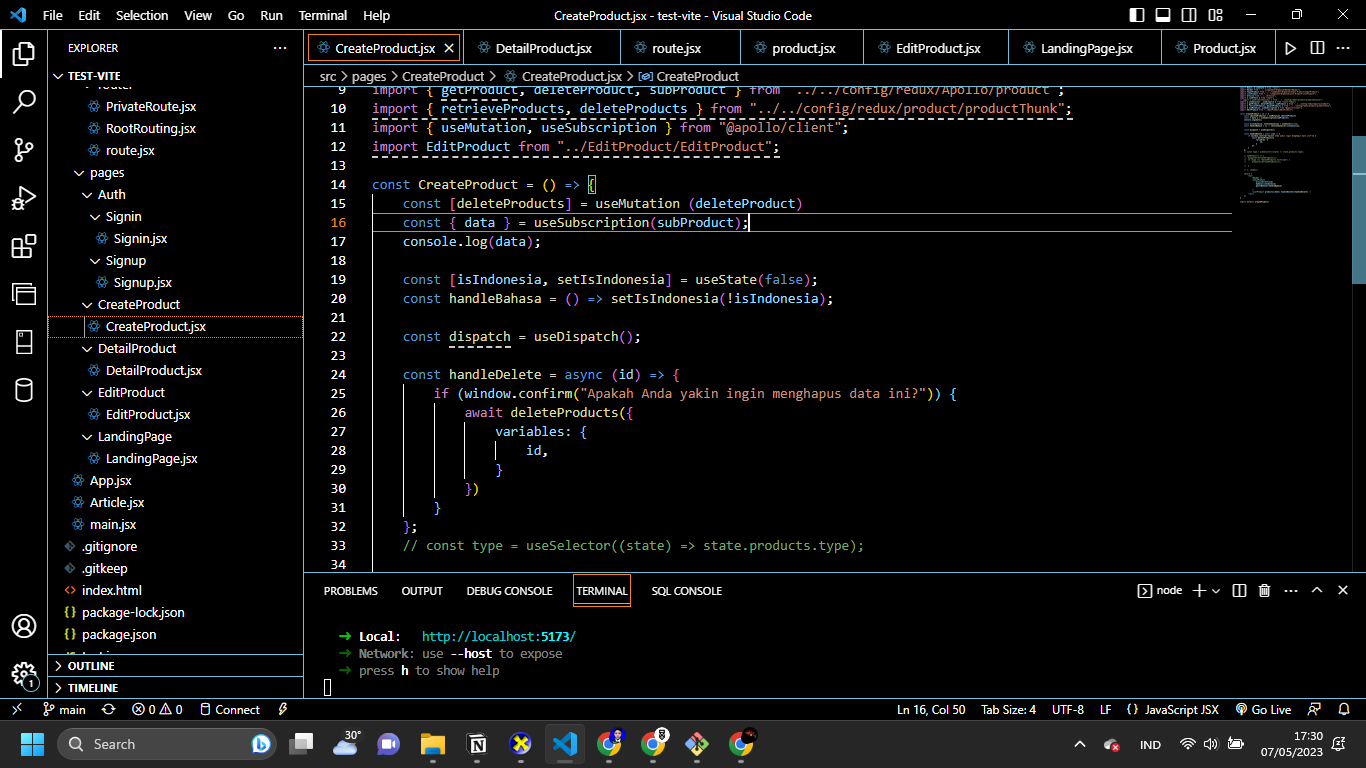 File Edit Selection View Go Run Terminal Help
CreateProduct.jsx - test-vite - Visual Studio Code
EXPLORER
TEST-VITE
router
PrivateRoute.jsx
RootRouting.jsx
route.jsx
pages
Auth
Signin
Signin.jsx
Signup
Signup.jsx
CreateProduct
CreateProduct.jsx
DetailProduct
DetailProduct.jsx
EditProduct
EditProduct.jsx
LandingPage
LandingPage.jsx
App.jsx
Article.jsx
main.jsx
.gitignore
.gitkeep
index.html
package-lock.json
package.json
OUTLINE
TIMELINE
CreateProduct.jsx DetailProduct.jsx route.jsx product.jsx EditProduct.jsx LandingPage.jsx Product.jsx
src > pages > CreateProduct > CreateProduct.jsx > CreateProduct
9 import { getProduct, deleteProduct, subProduct } from "../../config/redux/Apollo/product";
10 import { retrieveProducts, deleteProducts } from "../../config/redux/product/productThunk";
11 import { useMutation, useSubscription } from "@apollo/client";
12 import EditProduct from "../EditProduct/EditProduct";
13
14 const CreateProduct = () => {
15 const [deleteProducts] = useMutation (deleteProduct)
16 const { data } = useSubscription(subProduct);
17 console.log(data);
18
19 const [isIndonesia, setIsIndonesia] = useState(false);
20 const handleBahasa = () => setIsIndonesia(!isIndonesia);
21
22 const dispatch = useDispatch();
23
24 const handleDelete = async (id) => {
25 if (window.confirm("Apakah Anda yakin ingin menghapus data ini?")) {
26 await deleteProducts({
27 variables: {
28 id,
29 }
30 })
31 }
32 };
33 // const type = useSelector((state) => state.products.type);
34
PROBLEMS OUTPUT DEBUG CONSOLE TERMINAL SQL CONSOLE
node
➜ Local: http://localhost:5173/
➜ Network: use --host to expose
➜ press h to show help
1
main 0 0 Connect
Ln 16, Col 50 Tab Size: 4 UTF-8 LF {} JavaScript JSX Go Live
Search
30°
IND
17:30
07/05/2023